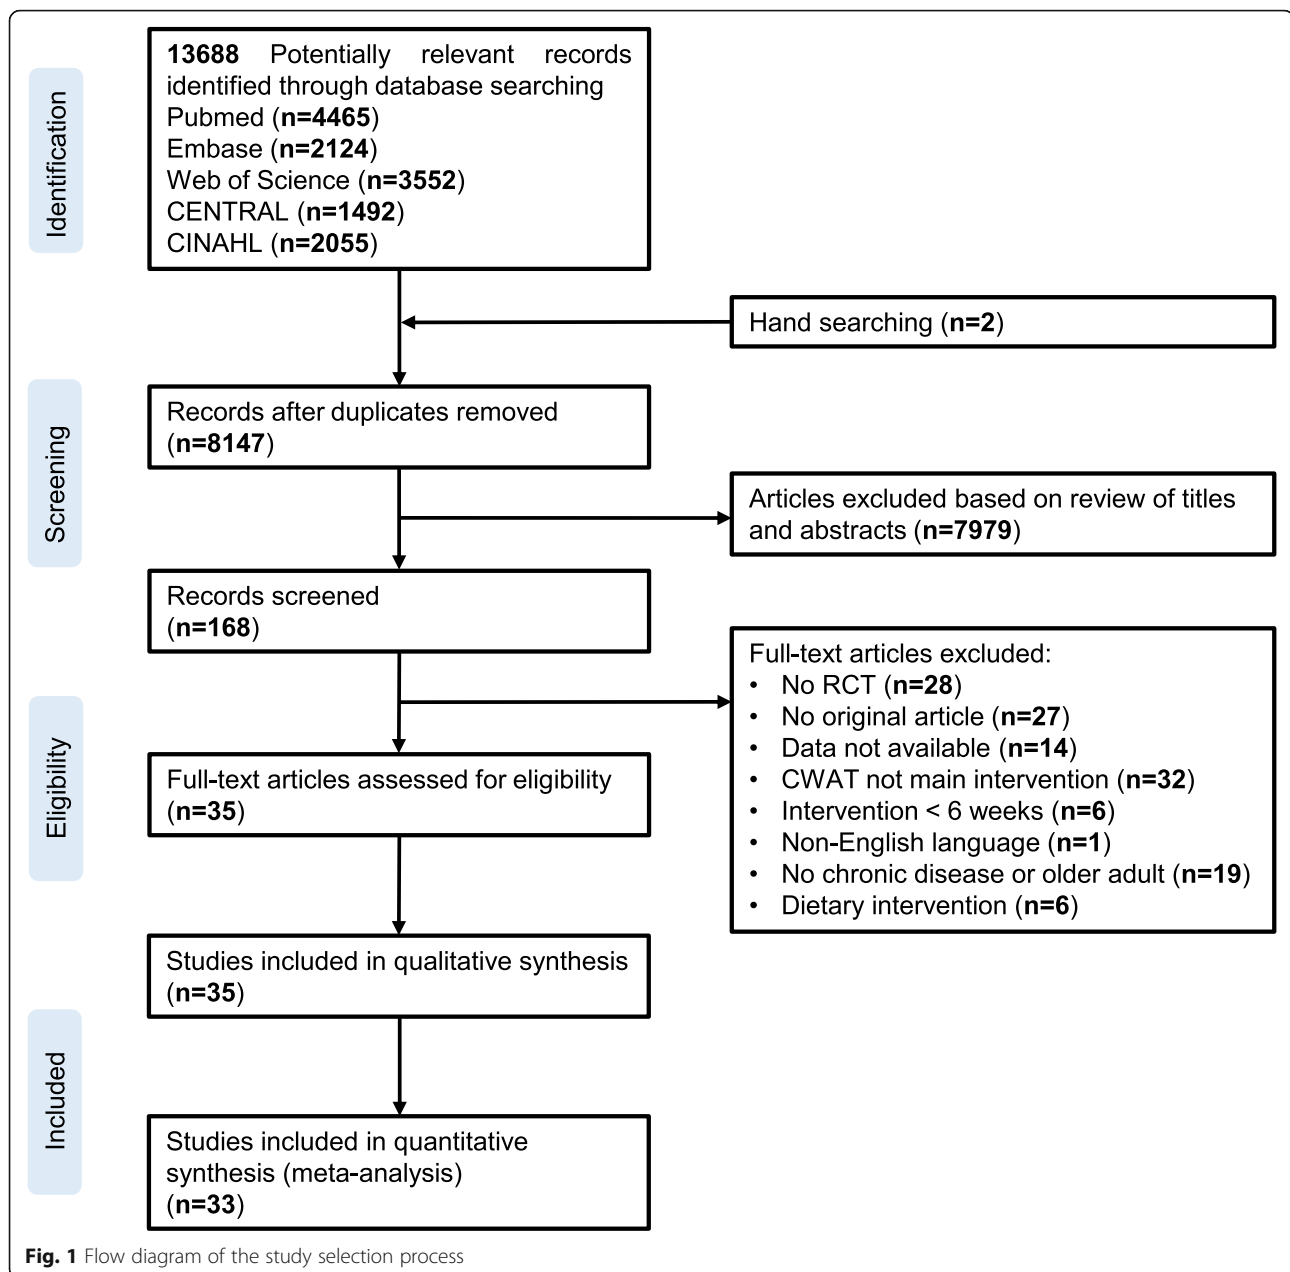 Identification
13688 Potentially relevant records
identified through database searching
Pubmed (n=4465)
Embase (n=2124)
Web of Science (n=3552)
CENTRAL (n=1492)
CINAHL (n=2055)
Hand searching (n=2)
Screening
Records after duplicates removed
(n=8147)
Articles excluded based on review of titles
and abstracts (n=7979)
Records screened
(n=168)
Full-text articles excluded:
• No RCT (n=28)
• No original article (n=27)
• Data not available (n=14)
• CWAT not main intervention (n=32)
• Intervention < 6 weeks (n=6)
• Non-English language (n=1)
• No chronic disease or older adult (n=19)
• Dietary intervention (n=6)
Eligibility
Full-text articles assessed for eligibility
(n=35)
Studies included in qualitative synthesis
(n=35)
Included
Studies included in quantitative
synthesis (meta-analysis)
(n=33)
Fig. 1 Flow diagram of the study selection process